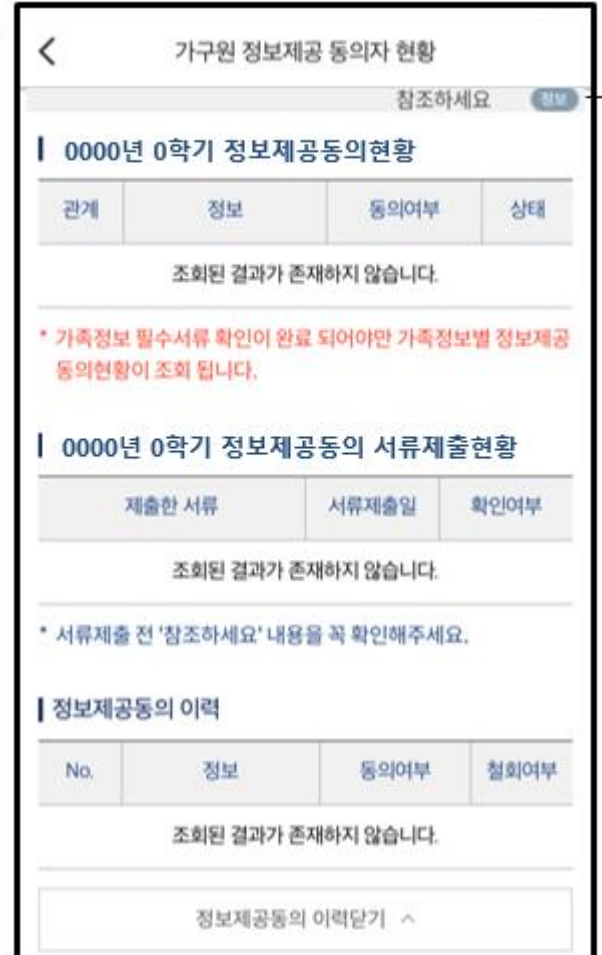 가구원 정보제공 동의자 현황
참조하세요 정보
0000년 0학기 정보제공동의현황
관계 정보 동의여부 상태
조회된 결과가 존재하지 않습니다.
* 가족정보 필수서류 확인이 완료 되어야만 가족정보별 정보제공
동의현황이 조회 됩니다.
0000년 0학기 정보제공동의 서류제출현황
제출한 서류 서류제출일 확인여부
조회된 결과가 존재하지 않습니다.
* 서류제출 전 '참조하세요' 내용을 꼭 확인해주세요.
정보제공동의 이력
No. 정보 동의여부 철회여부
조회된 결과가 존재하지 않습니다.
정보제공동의 이력닫기